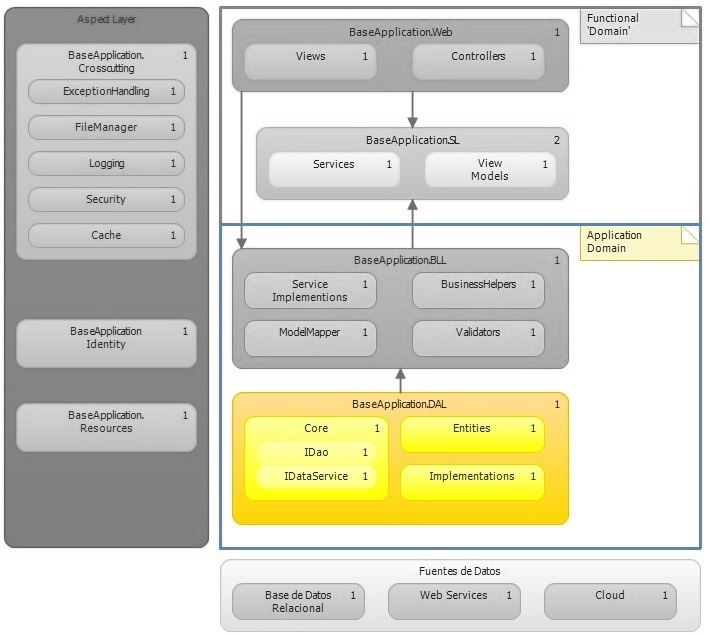 Aspect Layer
BaseApplication.
Crosscutting
1
ExceptionHandling 1
FileManager 1
Logging 1
Security 1
Cache 1
BaseApplication
Identity
1
BaseApplication.
Resources
1
Functional
'Domain'
BaseApplication.Web 1
Views 1
Controllers 1
BaseApplication.SL 2
Services 1
View
Models
1
Application
Domain
BaseApplication.BLL 1
Service
Implementions
1
BusinessHelpers 1
ModelMapper 1
Validators 1
BaseApplication.DAL 1
Core 1
IDao 1
IDataService 1
Entities 1
Implementations 1
Fuentes de Datos
Base de Datos
Relacional
1
Web Services 1
Cloud 1